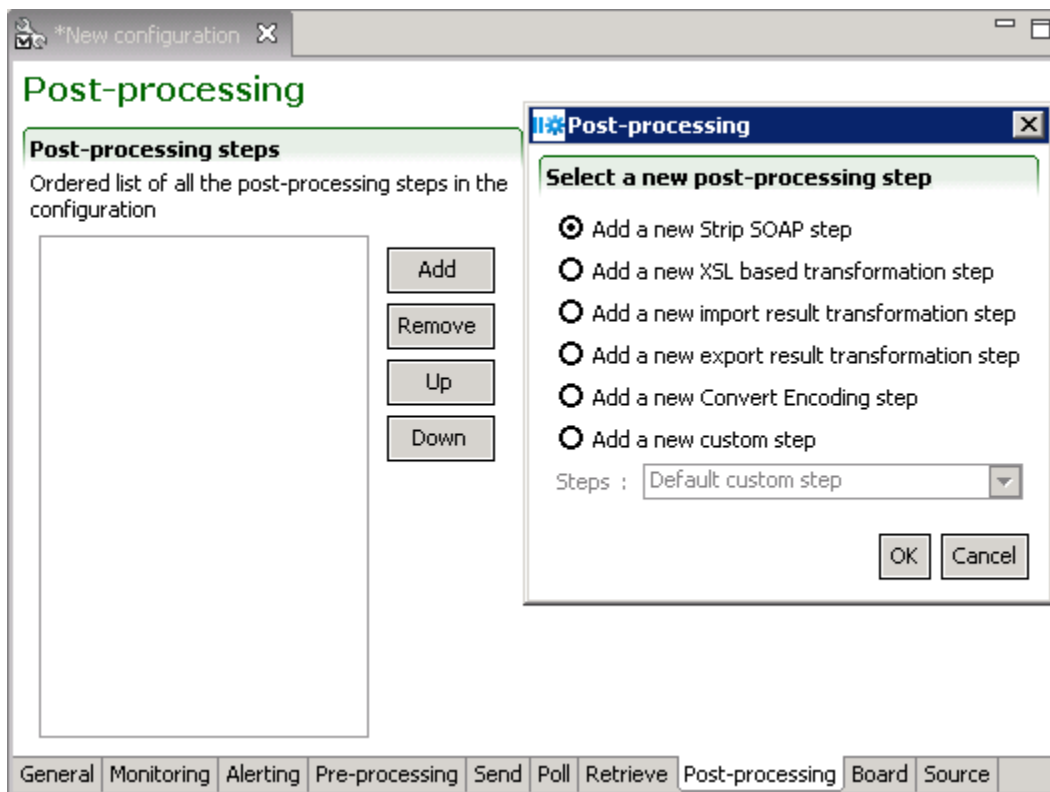 *New configuration
Post-processing
Post-processing steps
Ordered list of all the post-processing steps in the
configuration
Add
Remove
Up
Down
Post-processing
Select a new post-processing step
Add a new Strip SOAP step
Add a new XSL based transformation step
Add a new import result transformation step
Add a new export result transformation step
Add a new Convert Encoding step
Add a new custom step
Steps : Default custom step
OK Cancel
General Monitoring Alerting Pre-processing Send Poll Retrieve Post-processing Board Source